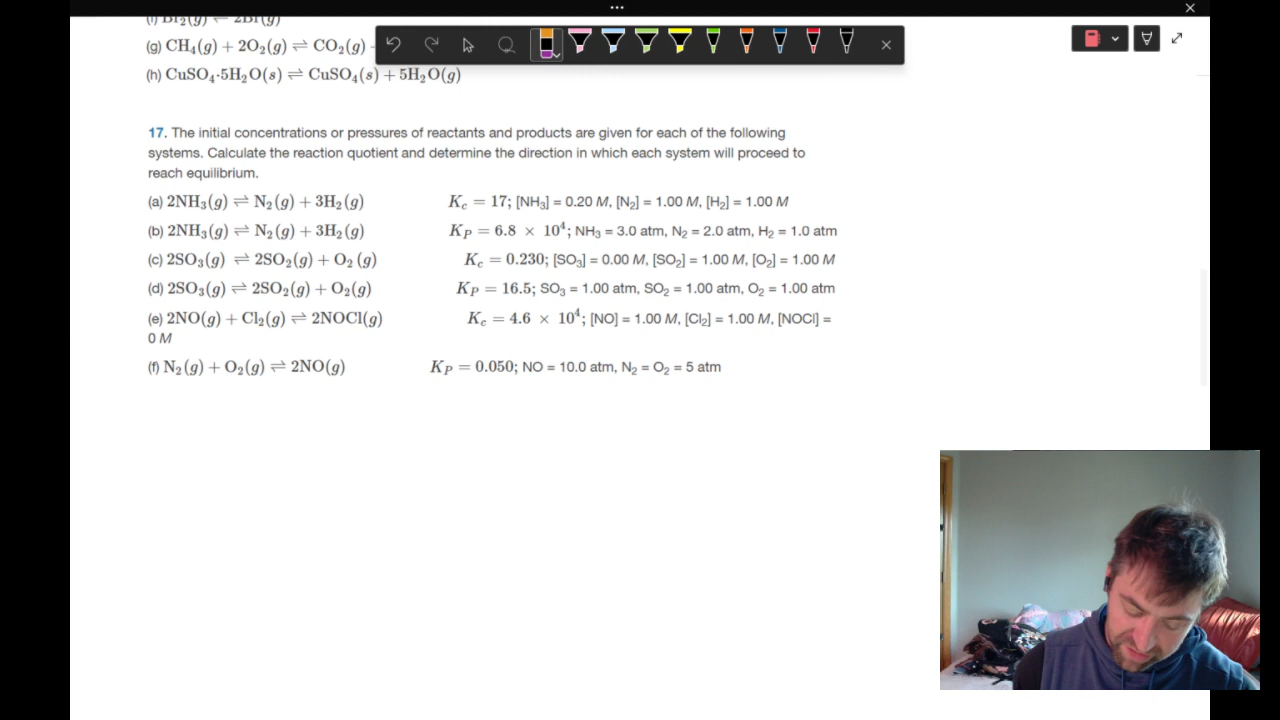 (f) Br₂(g) ⇌ 2Br(g)
(g) CH₄(g) + 2O₂(g) ⇌ CO₂(g)
(h) CuSO₄·5H₂O(s) ⇌ CuSO₄(s) + 5H₂O(g)
17. The initial concentrations or pressures of reactants and products are given for each of the following
systems. Calculate the reaction quotient and determine the direction in which each system will proceed to
reach equilibrium.
(a) 2NH₃(g) ⇌ N₂(g) + 3H₂(g) K_c = 17; [NH₃] = 0.20 M, [N₂] = 1.00 M, [H₂] = 1.00 M
(b) 2NH₃(g) ⇌ N₂(g) + 3H₂(g) K_P = 6.8 × 10⁴; NH₃ = 3.0 atm, N₂ = 2.0 atm, H₂ = 1.0 atm
(c) 2SO₃(g) ⇌ 2SO₂(g) + O₂ (g) K_c = 0.230; [SO₃] = 0.00 M, [SO₂] = 1.00 M, [O₂] = 1.00 M
(d) 2SO₃(g) ⇌ 2SO₂(g) + O₂(g) K_P = 16.5; SO₃ = 1.00 atm, SO₂ = 1.00 atm, O₂ = 1.00 atm
(e) 2NO(g) + Cl₂(g) ⇌ 2NOCl(g) K_c = 4.6 × 10⁴; [NO] = 1.00 M, [Cl₂] = 1.00 M, [NOCl] =
0 M
(f) N₂(g) + O₂(g) ⇌ 2NO(g) K_P = 0.050; NO = 10.0 atm, N₂ = O₂ = 5 atm